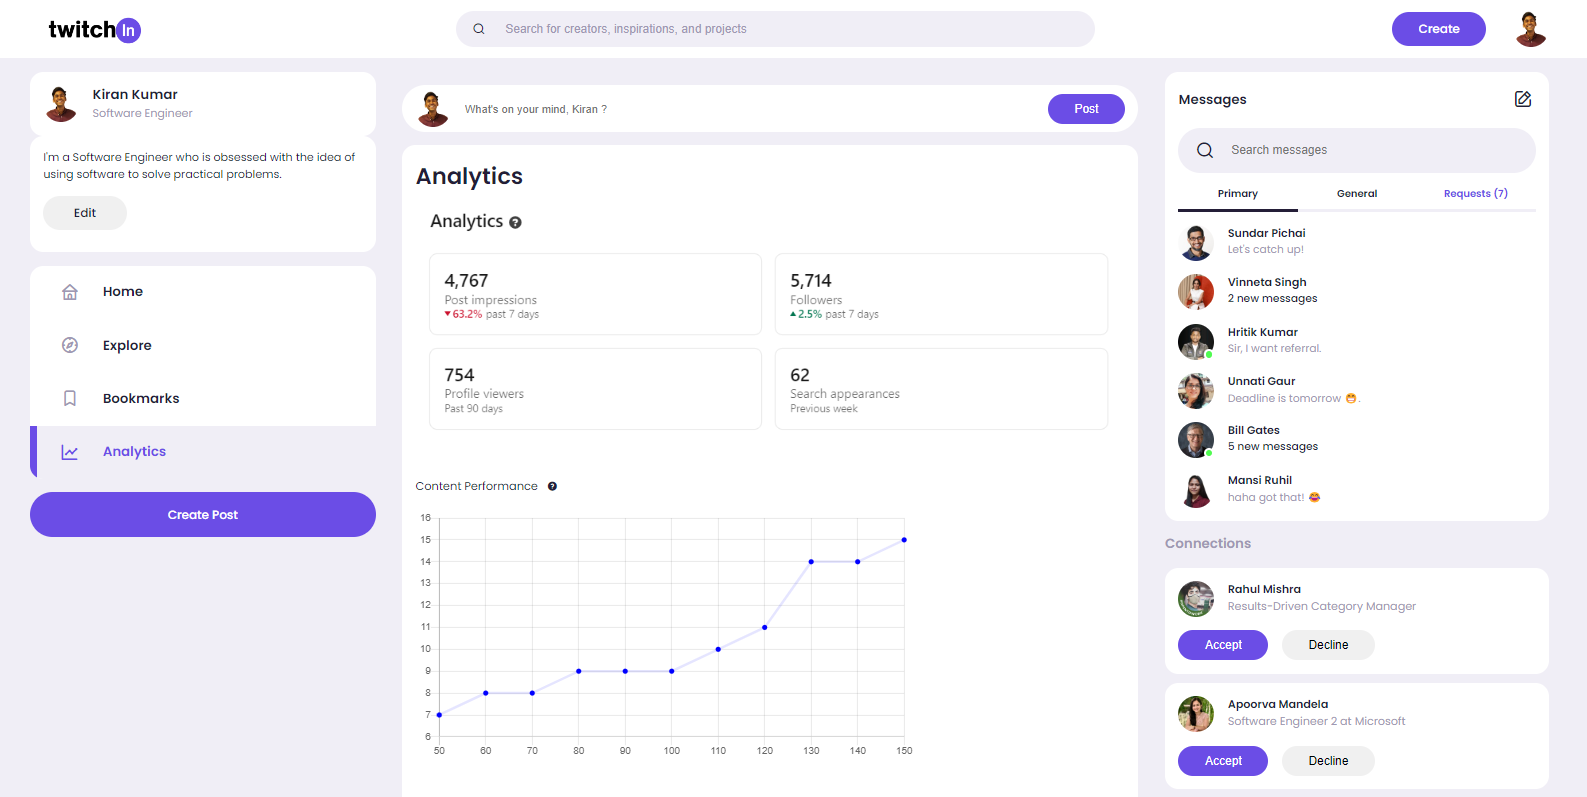 twitch In
Search for creators, inspirations, and projects
Create
Kiran Kumar
Software Engineer
I'm a Software Engineer who is obsessed with the idea of
using software to solve practical problems.
Edit
Home
Explore
Bookmarks
Analytics
Create Post
What's on your mind, Kiran ?
Post
Analytics
Analytics ?
4,767
Post impressions
▼63.2% past 7 days
5,714
Followers
▲2.5% past 7 days
754
Profile viewers
Past 90 days
62
Search appearances
Previous week
Content Performance ?
16
15
14
13
12
11
10
9
8
7
6
50 60 70 80 90 100 110 120 130 140 150
Messages
Search messages
Primary General Requests (7)
Sundar Pichai
Let's catch up!
Vinneta Singh
2 new messages
Hritik Kumar
Sir, I want referral.
Unnati Gaur
Deadline is tomorrow 😷.
Bill Gates
5 new messages
Mansi Ruhil
haha got that! 😂
Connections
Rahul Mishra
Results-Driven Category Manager
Accept Decline
Apoorva Mandela
Software Engineer 2 at Microsoft
Accept Decline